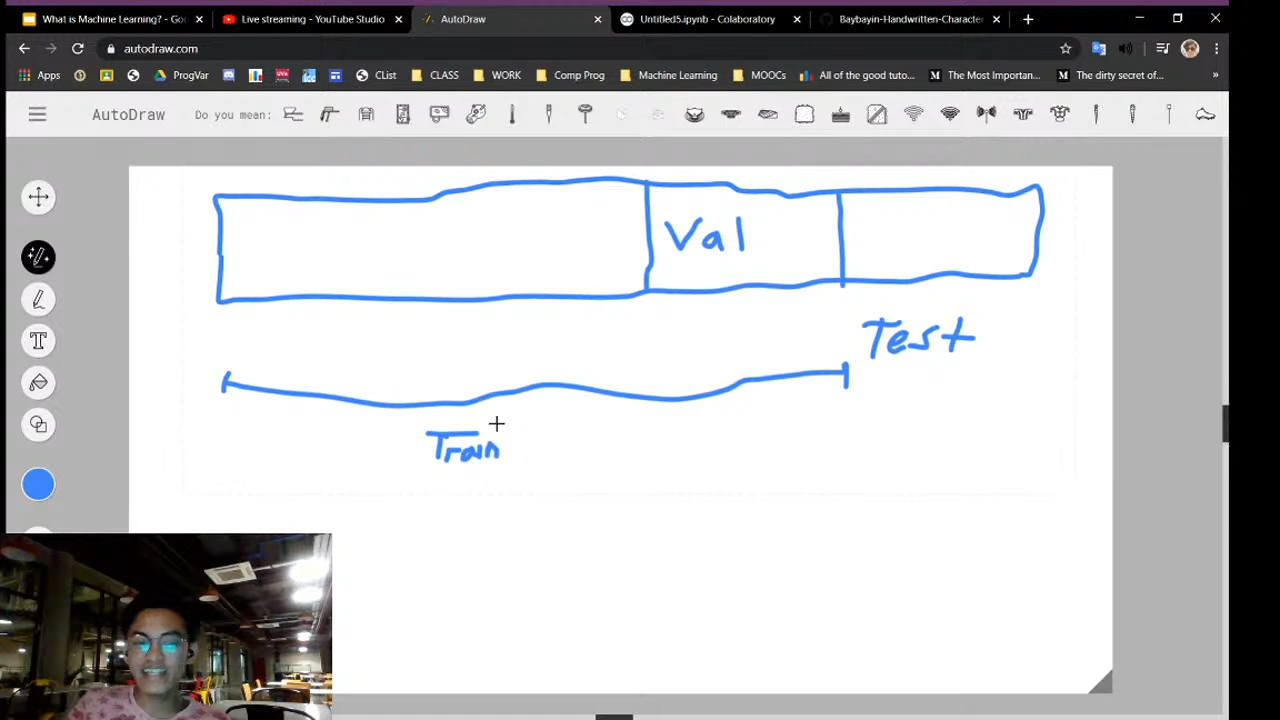 What is Machine Learning? - Goo
Live streaming - YouTube Studio
AutoDraw
Untitled5.ipynb - Colaboratory
Baybayin-Handwritten-Character
autodraw.com
Apps
ProgVar
CList
CLASS
WORK
Comp Prog
Machine Learning
MOOCs
All of the good tuto...
The Most Importan...
The dirty secret of...
AutoDraw
Do you mean:
Val
Test
Train